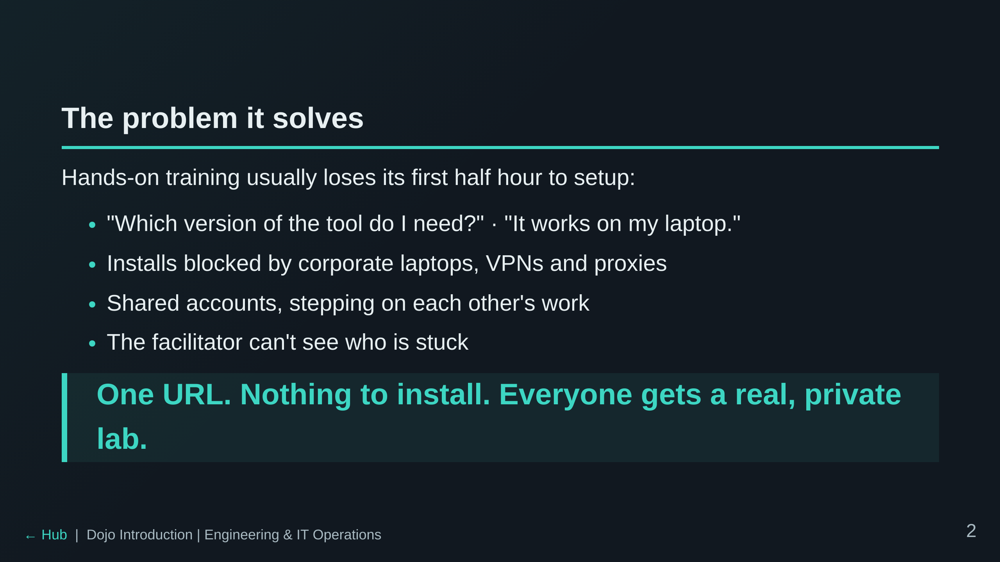 The problem it solves
Hands-on training usually loses its first half hour to setup:
• "Which version of the tool do I need?" · "It works on my laptop."
• Installs blocked by corporate laptops, VPNs and proxies
• Shared accounts, stepping on each other's work
• The facilitator can't see who is stuck
One URL. Nothing to install. Everyone gets a real, private
lab.
← Hub | Dojo Introduction | Engineering & IT Operations
2